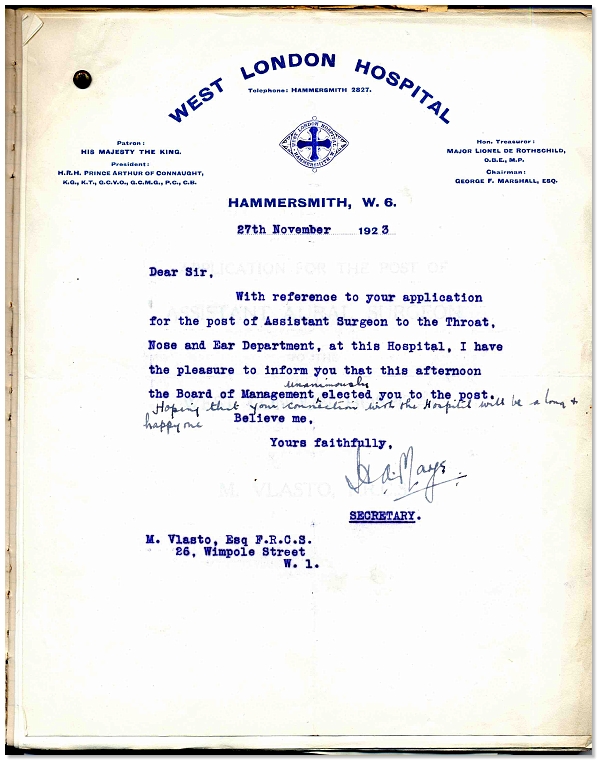 WEST LONDON HOSPITAL
Telephone: HAMMERSMITH 2827.
Patron:
HIS MAJESTY THE KING.
President:
H.R.H. PRINCE ARTHUR OF CONNAUGHT,
K.G., K.T., G.C.V.O., G.C.M.G., P.C., C.B.
Hon. Treasurer:
MAJOR LIONEL DE ROTHSCHILD,
O.B.E., M.P.
Chairman:
GEORGE F. MARSHALL, ESQ.
WEST LONDON HOSPITAL
HAMMERSMITH, W. 6.
27th November 1923
Dear Sir,
With reference to your application
for the post of Assistant Surgeon to the Throat,
Nose and Ear Department, at this Hospital, I have
the pleasure to inform you that this afternoon
unanimously
the Board of Management, elected you to the post.
Hoping that your connection with the Hospital will be a long +
happy one
Believe me,
Yours faithfully,
SECRETARY.
M. Vlasto, Esq F.R.C.S.
26, Wimpole Street
W. 1.